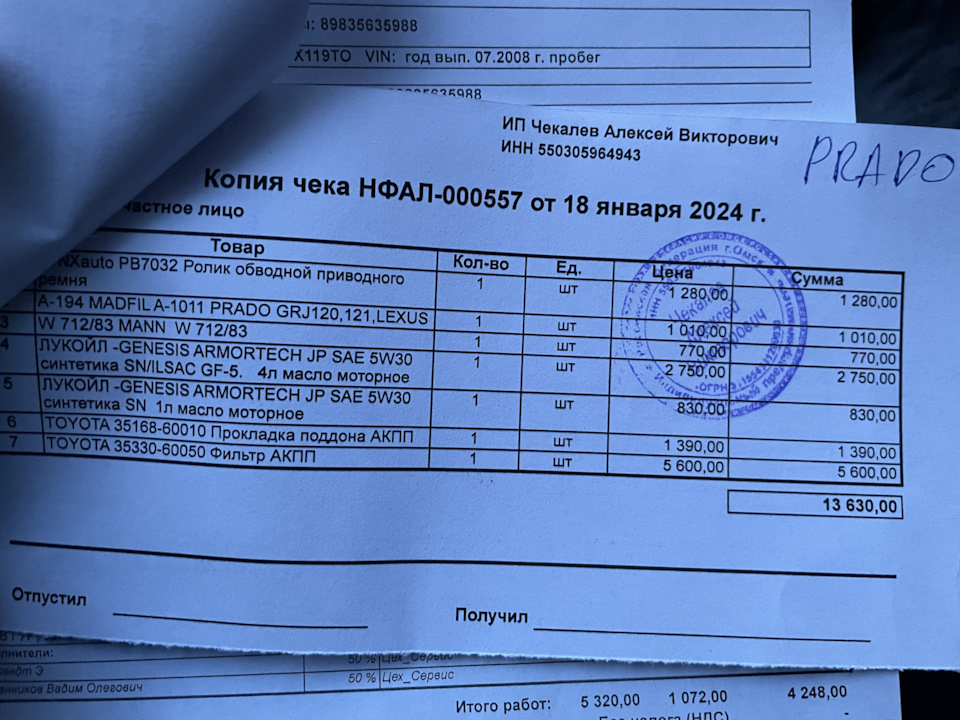 : 89835635988
X119TO VIN: год вып. 07.2008 г. пробег
ИП Чекалев Алексей Викторович
ИНН 550305964943
PRADO
Копия чека НФАЛ-000557 от 18 января 2024 г.
частное лицо
Товар Кол-во Ед. Цена Сумма
NXauto PB7032 Ролик обводной приводного ремня 1 шт 1 280,00 1 280,00
A-194 MADFIL A-1011 PRADO GRJ120,121,LEXUS 1 шт 1 010,00 1 010,00
3 W 712/83 MANN W 712/83 1 шт 770,00 770,00
4 ЛУКОЙЛ -GENESIS ARMORTECH JP SAE 5W30 1 шт 2 750,00 2 750,00
синтетика SN/ILSAC GF-5. 4л масло моторное
5 ЛУКОЙЛ -GENESIS ARMORTECH JP SAE 5W30 1 шт 830,00 830,00
синтетика SN 1л масло моторное
6 TOYOTA 35168-60010 Прокладка поддона АКПП 1 шт 1 390,00 1 390,00
7 TOYOTA 35330-60050 Фильтр АКПП 1 шт 5 600,00 5 600,00
13 630,00
Отпустил
Получил
лнители: 50 % Цех_Сервис
Э 50 % Цех_Сервис
Вадим Олегович
Итого работ: 5 320,00 1 072,00 4 248,00